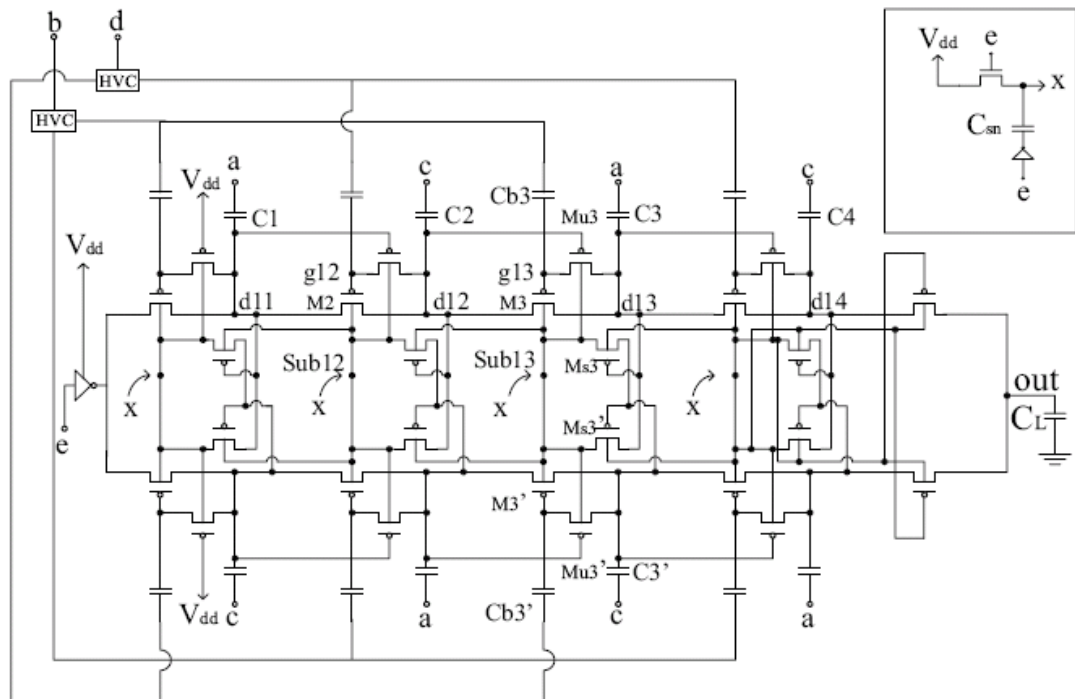 b
d
HVC
HVC
Vdd
e
x
Csn
e
a
c
a
c
Vdd
C1
C2
Cb3
Mu3
C3
C4
Vdd
g12
g13
M2
M3
d11
d12
d13
d14
Sub12
Sub13
Ms3
x
x
x
out
CL
e
Ms3'
M3'
Mu3'
C3'
Vdd
c
a
Cb3'
c
a